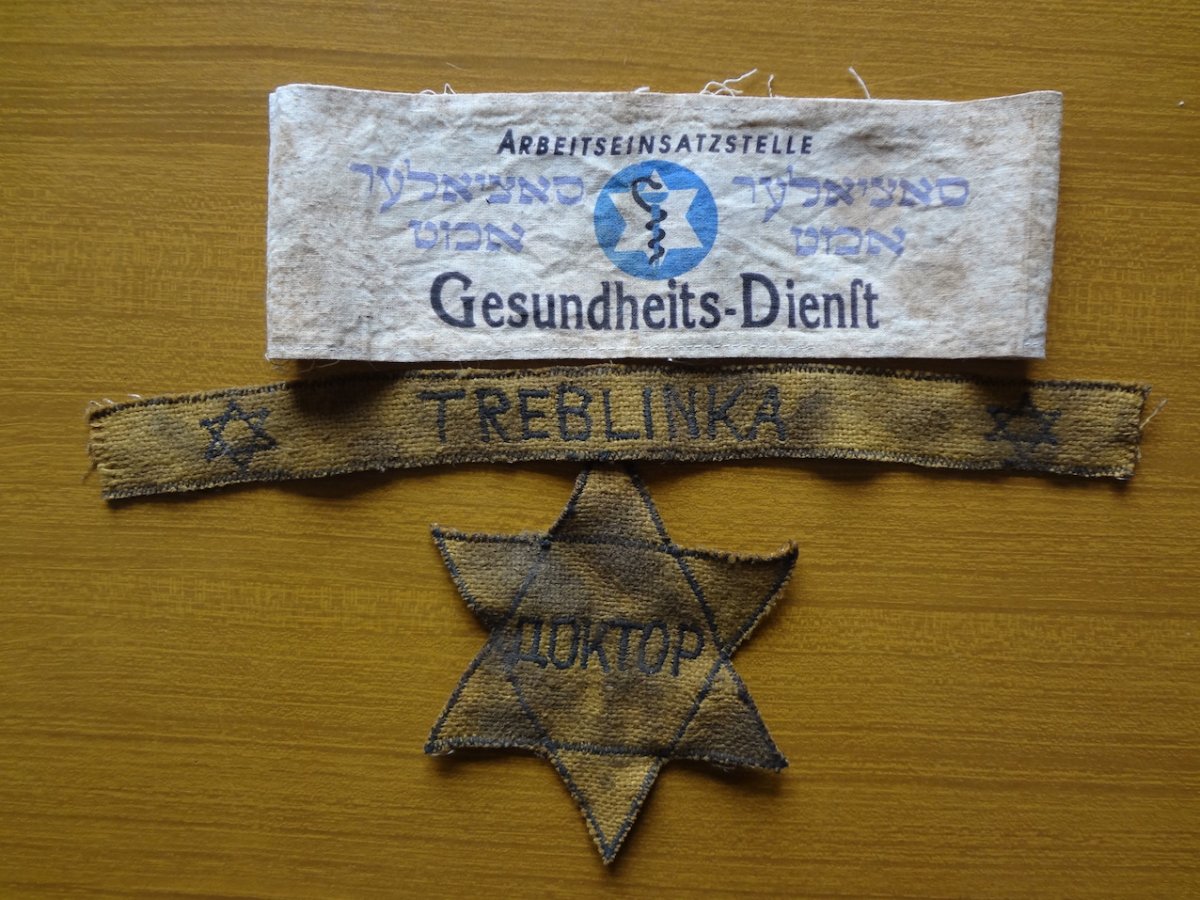 ARBEITSEINSATZSTELLE
סאציאלער סאציאלער
אמט אמט
Gesundheits-Dienſt
TREBLINKA
ДОКТОР